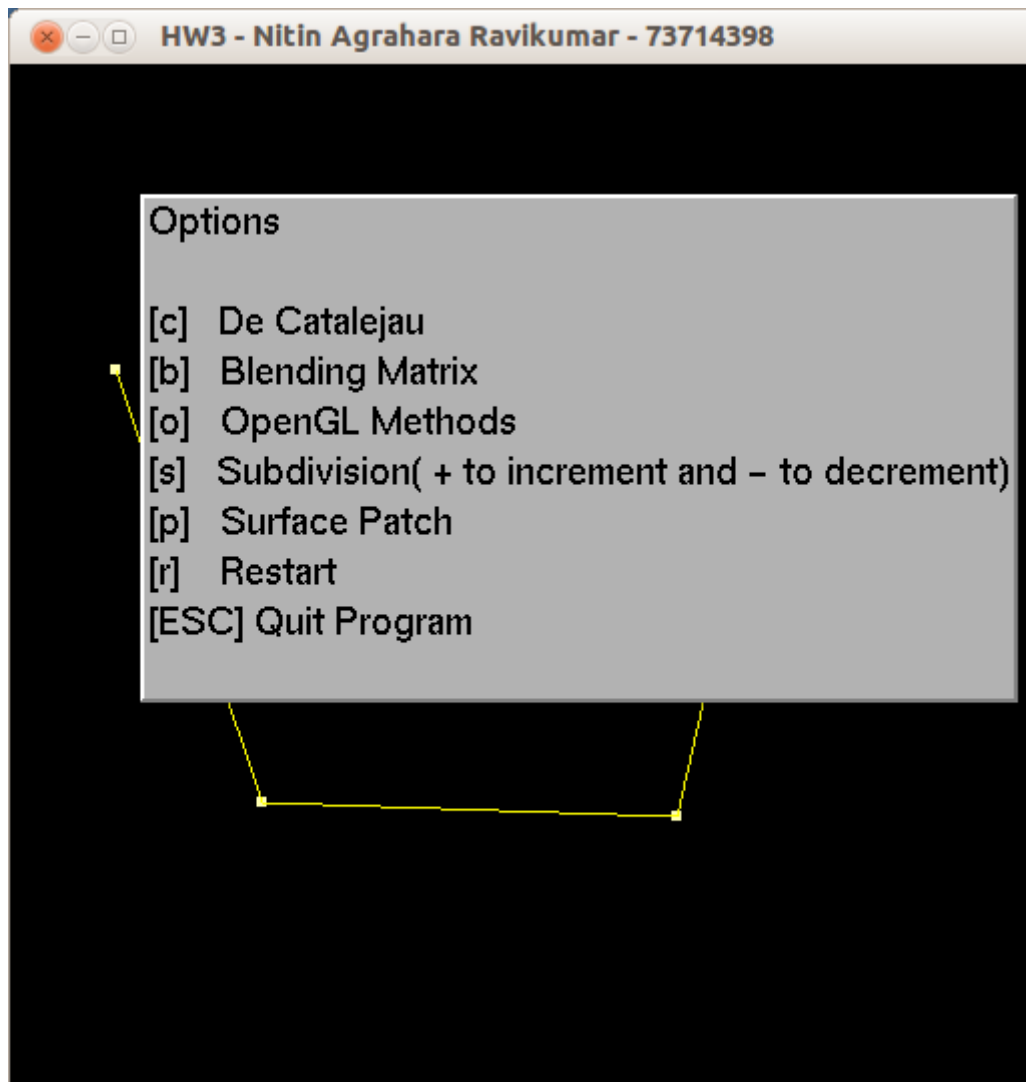 HW3 - Nitin Agrahara Ravikumar - 73714398
Options
[c] De Catalejau
[b] Blending Matrix
[o] OpenGL Methods
[s] Subdivision( + to increment and – to decrement)
[p] Surface Patch
[r] Restart
[ESC] Quit Program